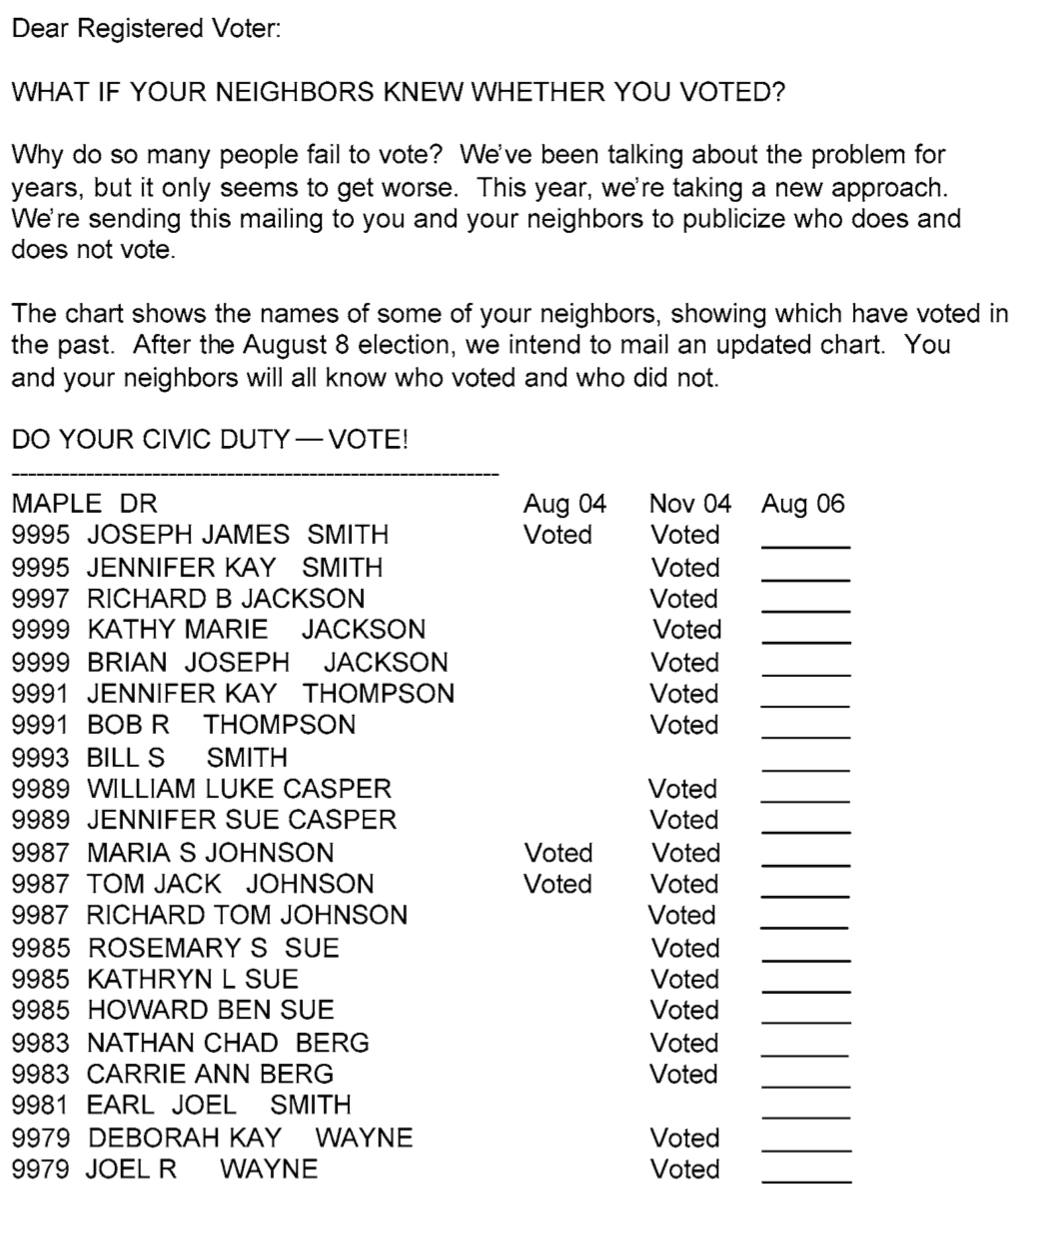 Dear Registered Voter:
WHAT IF YOUR NEIGHBORS KNEW WHETHER YOU VOTED?
Why do so many people fail to vote? We've been talking about the problem for
years, but it only seems to get worse. This year, we're taking a new approach.
We're sending this mailing to you and your neighbors to publicize who does and
does not vote.
The chart shows the names of some of your neighbors, showing which have voted in
the past. After the August 8 election, we intend to mail an updated chart. You
and your neighbors will all know who voted and who did not.
DO YOUR CIVIC DUTY — VOTE!
------------------------------------------------------------
MAPLE DR Aug 04 Nov 04 Aug 06
9995 JOSEPH JAMES SMITH Voted Voted ______
9995 JENNIFER KAY SMITH Voted ______
9997 RICHARD B JACKSON Voted ______
9999 KATHY MARIE JACKSON Voted ______
9999 BRIAN JOSEPH JACKSON Voted ______
9991 JENNIFER KAY THOMPSON Voted ______
9991 BOB R THOMPSON Voted ______
9993 BILL S SMITH ______
9989 WILLIAM LUKE CASPER Voted ______
9989 JENNIFER SUE CASPER Voted ______
9987 MARIA S JOHNSON Voted Voted ______
9987 TOM JACK JOHNSON Voted Voted ______
9987 RICHARD TOM JOHNSON Voted ______
9985 ROSEMARY S SUE Voted ______
9985 KATHRYN L SUE Voted ______
9985 HOWARD BEN SUE Voted ______
9983 NATHAN CHAD BERG Voted ______
9983 CARRIE ANN BERG Voted ______
9981 EARL JOEL SMITH ______
9979 DEBORAH KAY WAYNE Voted ______
9979 JOEL R WAYNE Voted ______